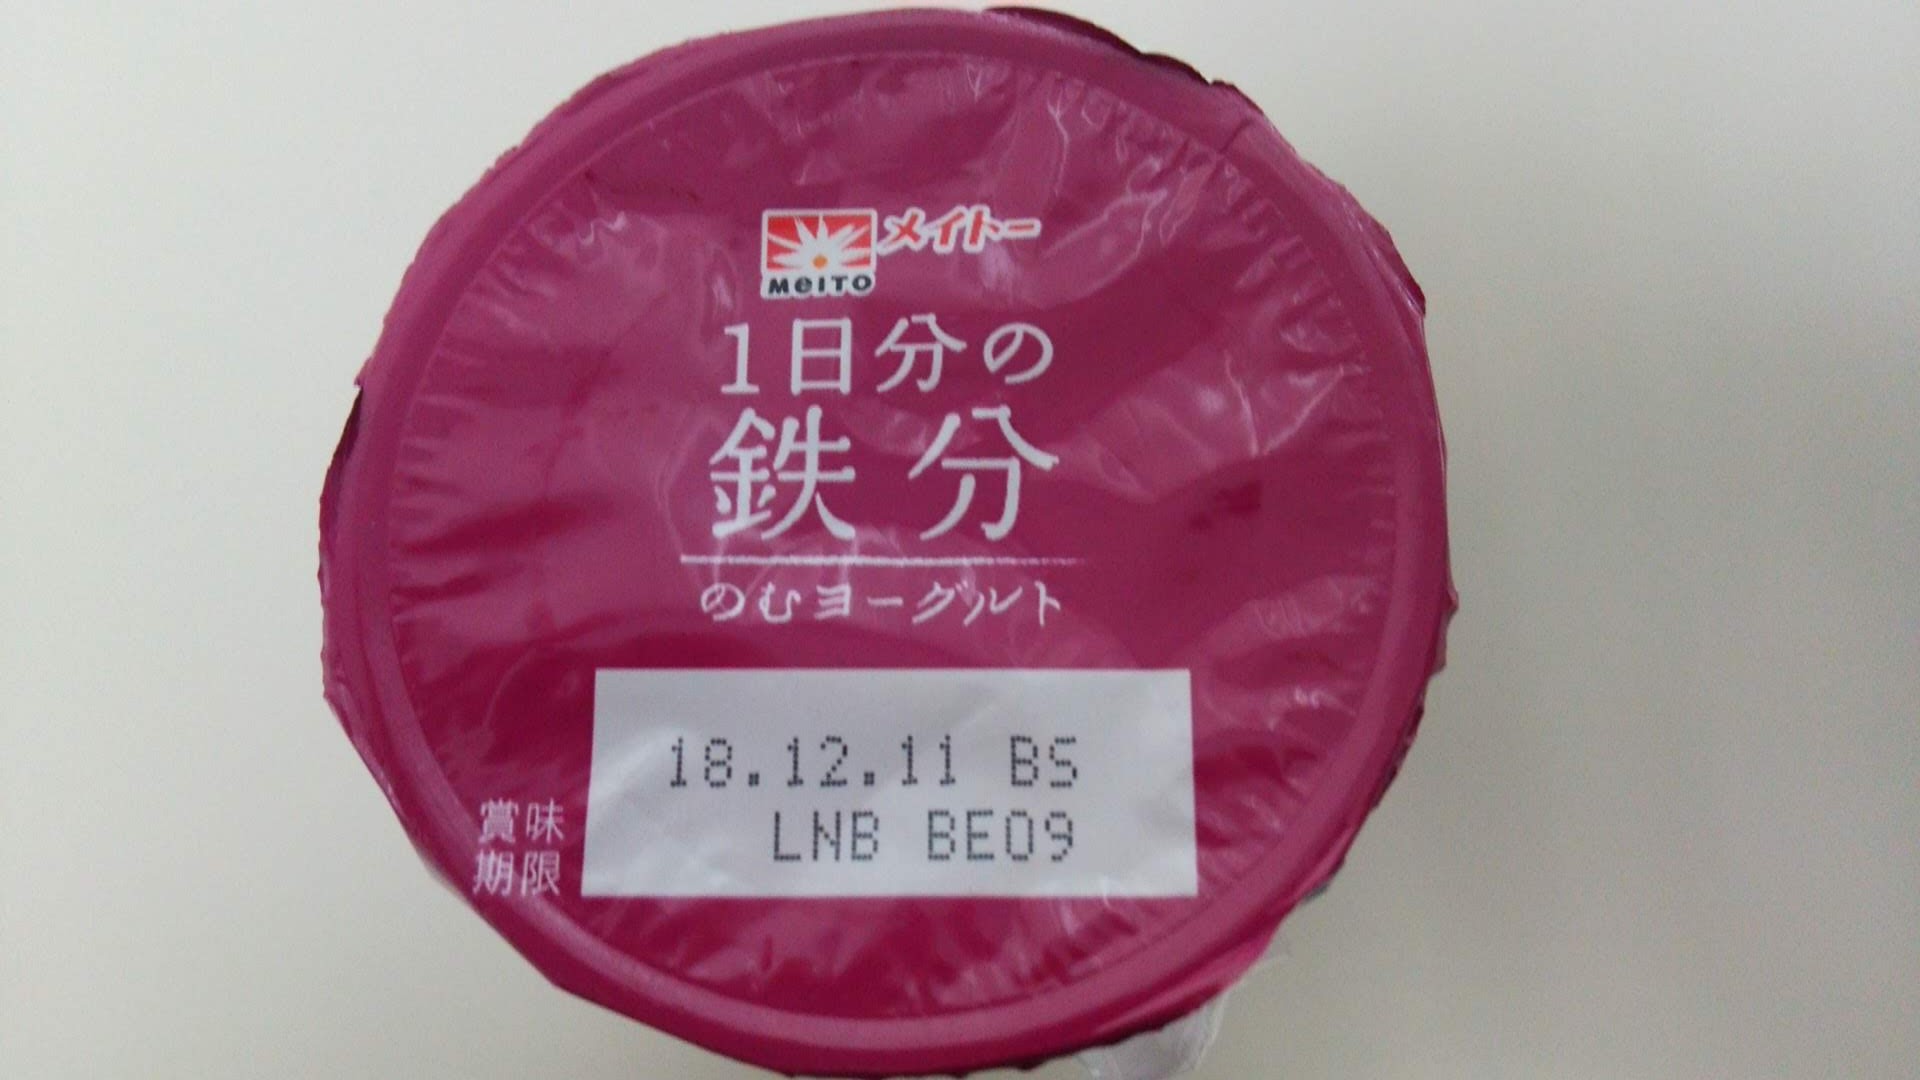 メイトー
MeITO
1日分の
鉄分
のむヨーグルト
18.12.11 BS
LNB BE09
賞味
期限